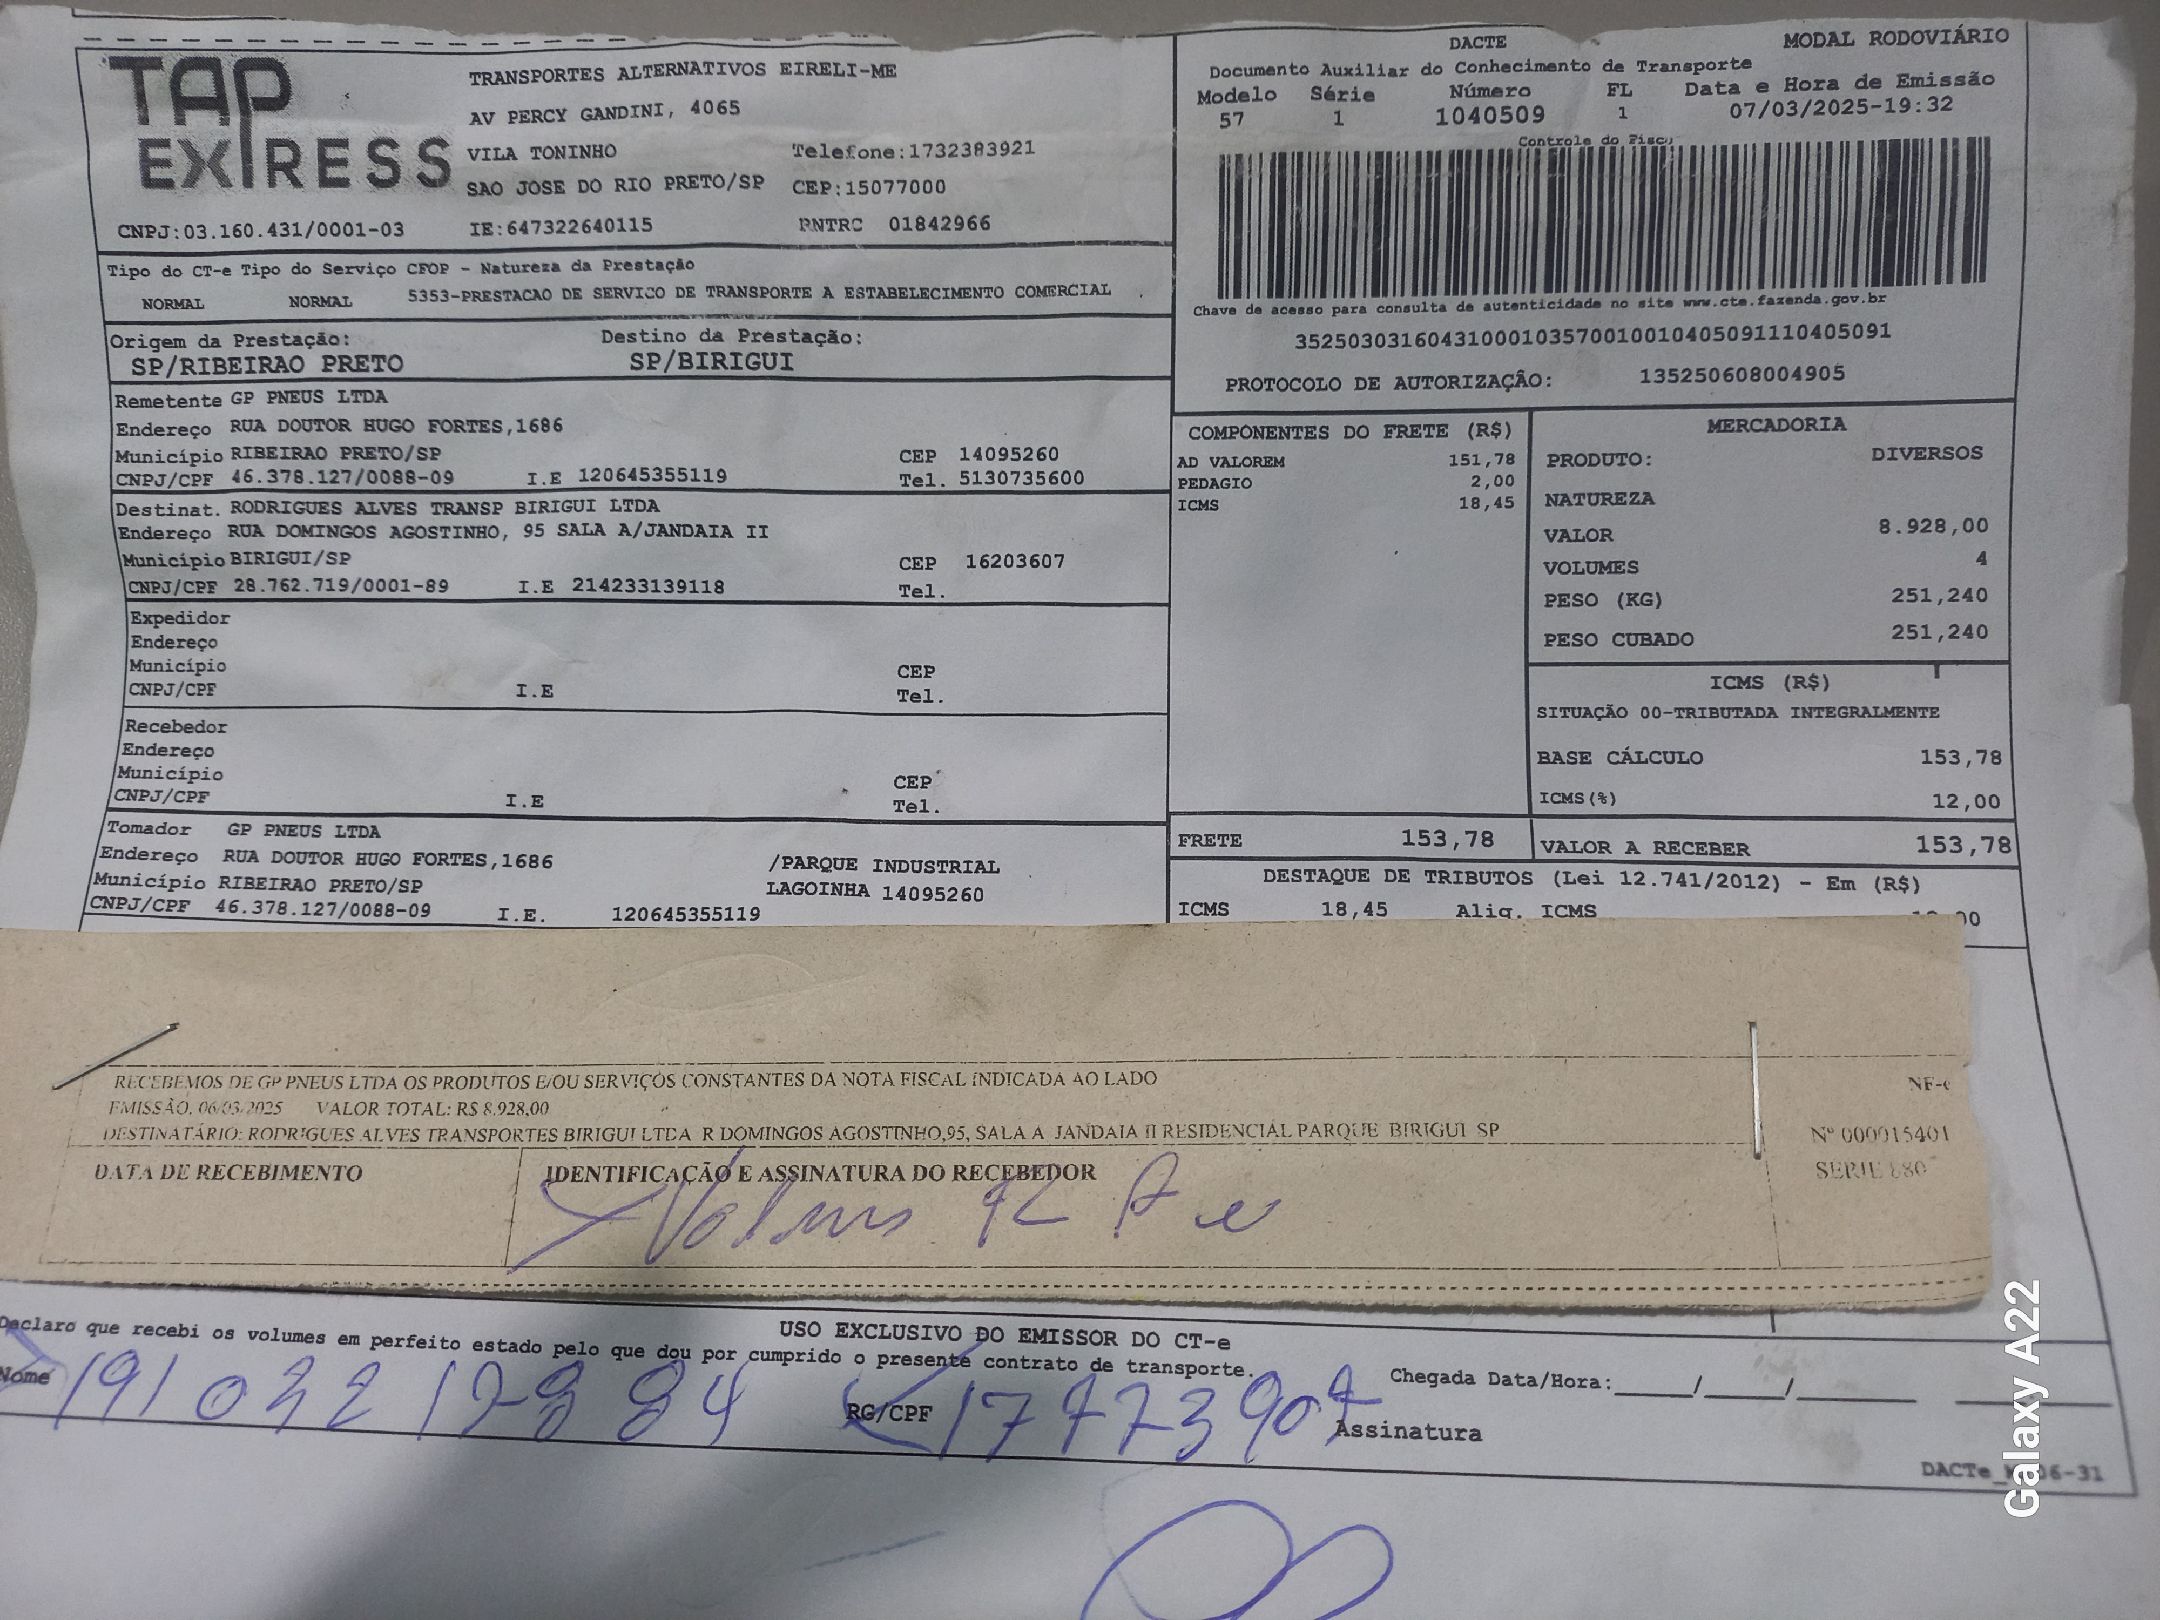 TAP EXPRESS
TRANSPORTES ALTERNATIVOS EIRELI-ME
AV PERCY GANDINI, 4065
VILA TONINHO Telefone:1732383921
SAO JOSE DO RIO PRETO/SP CEP:15077000
CNPJ:03.160.431/0001-03 IE:647322640115 RNTRC 01842966
DACTE MODAL RODOVIÁRIO
Documento Auxiliar do Conhecimento de Transporte
Modelo Série Número FL Data e Hora de Emissão
57 1 1040509 1 07/03/2025-19:32
Controle do Fisco
Chave de acesso para consulta de autenticidade no site www.cte.fazenda.gov.br
35250303160431000103570010010405091110405091
PROTOCOLO DE AUTORIZAÇÃO: 135250608004905
Tipo do CT-e Tipo do Serviço CFOP - Natureza da Prestação
NORMAL NORMAL 5353-PRESTACAO DE SERVICO DE TRANSPORTE A ESTABELECIMENTO COMERCIAL
Origem da Prestação: Destino da Prestação:
SP/RIBEIRAO PRETO SP/BIRIGUI
Remetente GP PNEUS LTDA
Endereço RUA DOUTOR HUGO FORTES,1686
Município RIBEIRAO PRETO/SP CEP 14095260
CNPJ/CPF 46.378.127/0088-09 I.E 120645355119 Tel. 5130735600
Destinat. RODRIGUES ALVES TRANSP BIRIGUI LTDA
Endereço RUA DOMINGOS AGOSTINHO, 95 SALA A/JANDAIA II
Município BIRIGUI/SP CEP 16203607
CNPJ/CPF 28.762.719/0001-89 I.E 214233139118 Tel.
Expedidor
Endereço
Município CEP
CNPJ/CPF I.E Tel.
Recebedor
Endereço
Município CEP
CNPJ/CPF I.E Tel.
Tomador GP PNEUS LTDA
Endereço RUA DOUTOR HUGO FORTES,1686 /PARQUE INDUSTRIAL
Município RIBEIRAO PRETO/SP LAGOINHA 14095260
CNPJ/CPF 46.378.127/0088-09 I.E. 120645355119
COMPONENTES DO FRETE (R$)
AD VALOREM 151,78
PEDAGIO 2,00
ICMS 18,45
MERCADORIA
PRODUTO: DIVERSOS
NATUREZA
VALOR 8.928,00
VOLUMES 4
PESO (KG) 251,240
PESO CUBADO 251,240
ICMS (R$)
SITUAÇÃO 00-TRIBUTADA INTEGRALMENTE
BASE CÁLCULO 153,78
ICMS(%) 12,00
FRETE 153,78 VALOR A RECEBER 153,78
DESTAQUE DE TRIBUTOS (Lei 12.741/2012) - Em (R$)
ICMS 18,45 Aliq. ICMS
RECEBEMOS DE GP PNEUS LTDA OS PRODUTOS E/OU SERVIÇOS CONSTANTES DA NOTA FISCAL INDICADA AO LADO NF-e
EMISSÃO: 06/03/2025 VALOR TOTAL: R$ 8.928,00
DESTINATÁRIO: RODRIGUES ALVES TRANSPORTES BIRIGUI LTDA R DOMINGOS AGOSTINHO,95, SALA A JANDAIA II RESIDENCIAL PARQUE BIRIGUI SP Nº 000015401
DATA DE RECEBIMENTO IDENTIFICAÇÃO E ASSINATURA DO RECEBEDOR SERIE
USO EXCLUSIVO DO EMISSOR DO CT-e
Declaro que recebi os volumes em perfeito estado pelo que dou por cumprido o presente contrato de transporte.
Nome RG/CPF Chegada Data/Hora:_____/_____/_______ _______
Assinatura
Galaxy A22